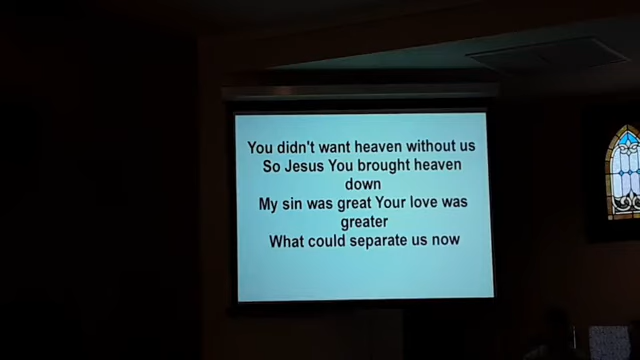 You didn't want heaven without us
So Jesus You brought heaven
down
My sin was great Your love was
greater
What could separate us now